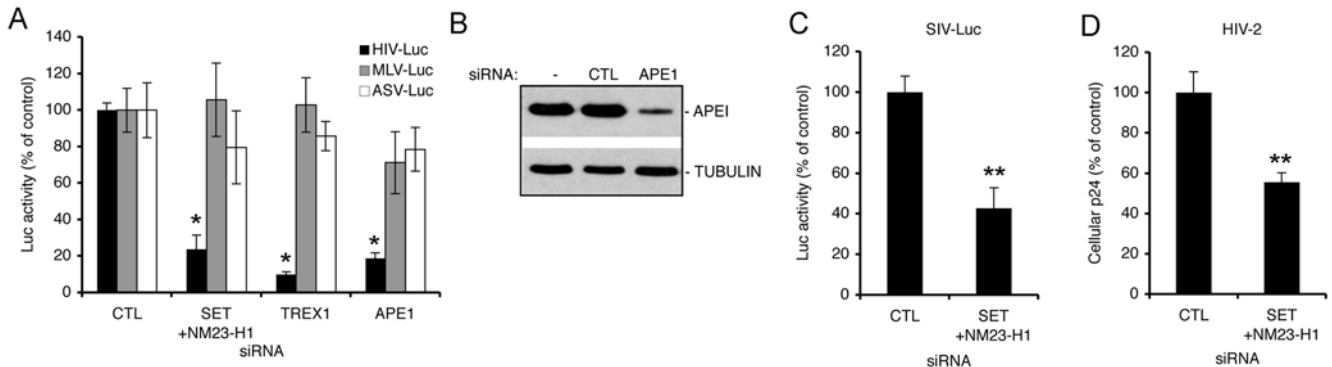 A
Luc activity (% of control)
140
120
100
80
60
40
20
0
HIV-Luc
MLV-Luc
ASV-Luc
*
*
*
CTL
SET
+NM23-H1
TREX1
APE1
siRNA
B
siRNA: - CTL APE1
- APEI
- TUBULIN
C
SIV-Luc
Luc activity (% of control)
120
100
80
60
40
20
0
**
CTL
SET
+NM23-H1
siRNA
D
HIV-2
Cellular p24 (% of control)
120
100
80
60
40
20
0
**
CTL
SET
+NM23-H1
siRNA